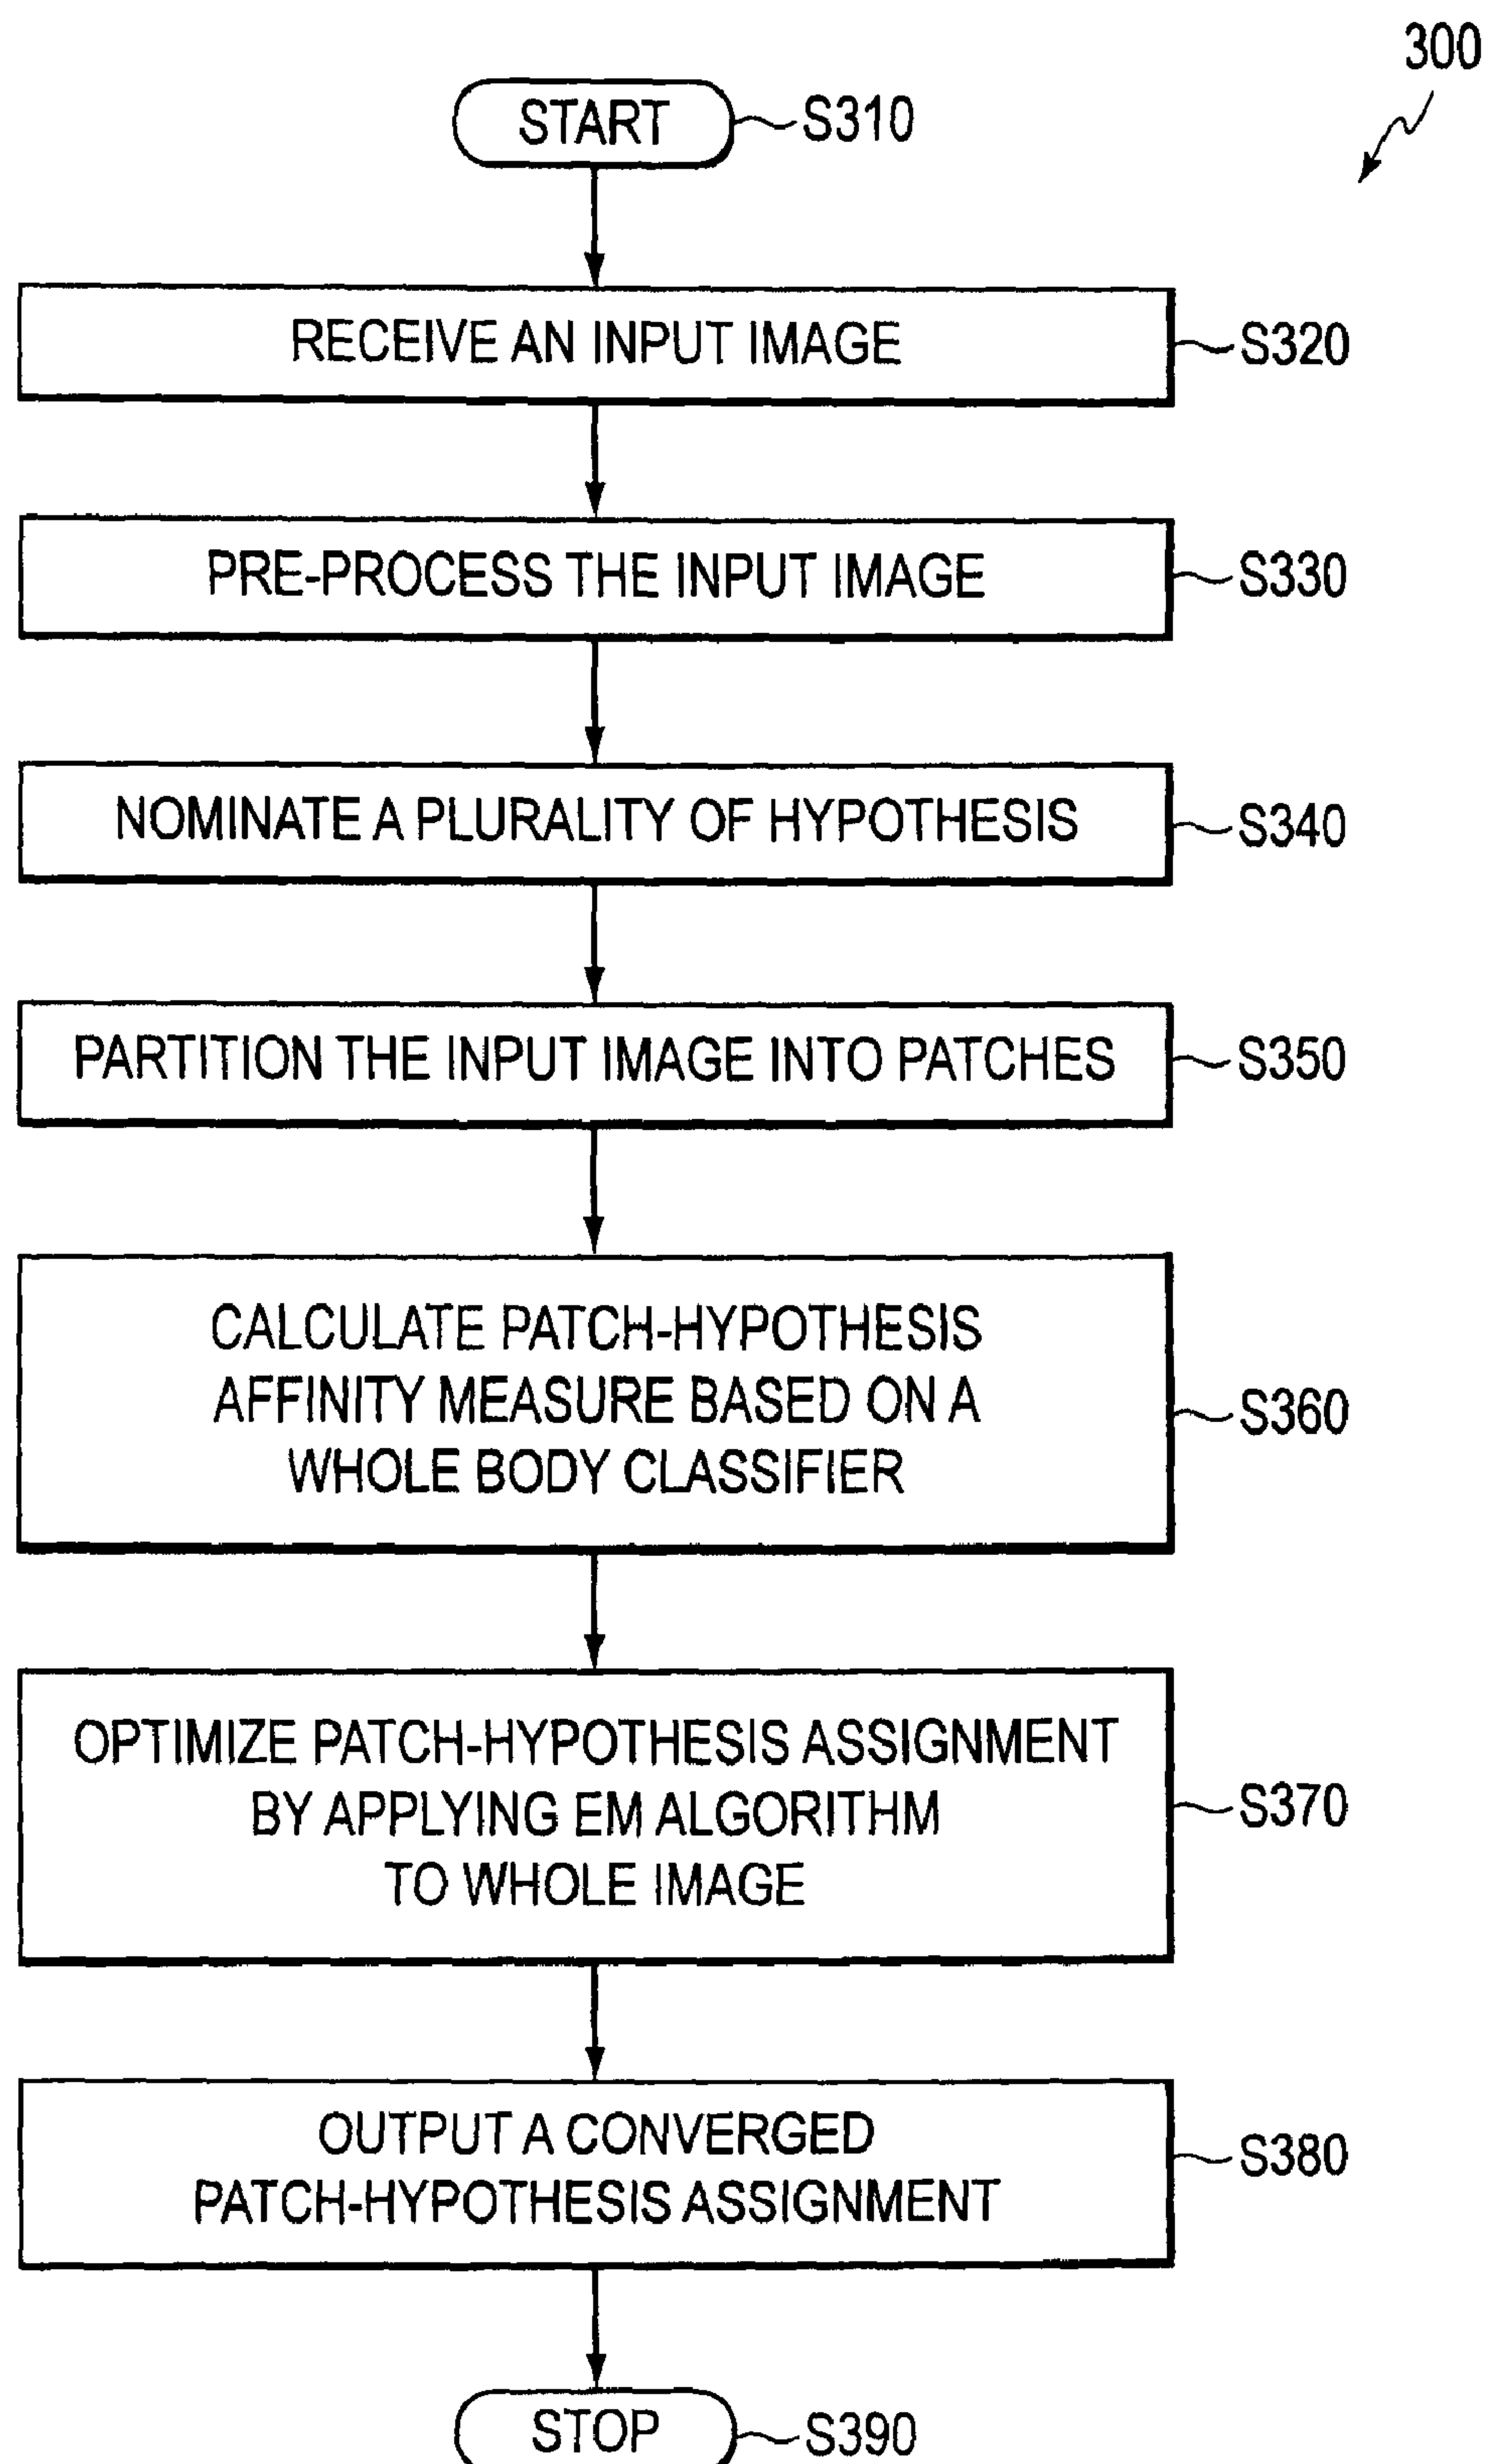 300
START
S310
RECEIVE AN INPUT IMAGE
S320
PRE-PROCESS THE INPUT IMAGE
S330
NOMINATE A PLURALITY OF HYPOTHESIS
S340
PARTITION THE INPUT IMAGE INTO PATCHES
S350
CALCULATE PATCH-HYPOTHESIS
AFFINITY MEASURE BASED ON A
WHOLE BODY CLASSIFIER
S360
OPTIMIZE PATCH-HYPOTHESIS ASSIGNMENT
BY APPLYING EM ALGORITHM
TO WHOLE IMAGE
S370
OUTPUT A CONVERGED
PATCH-HYPOTHESIS ASSIGNMENT
S380
STOP
S390